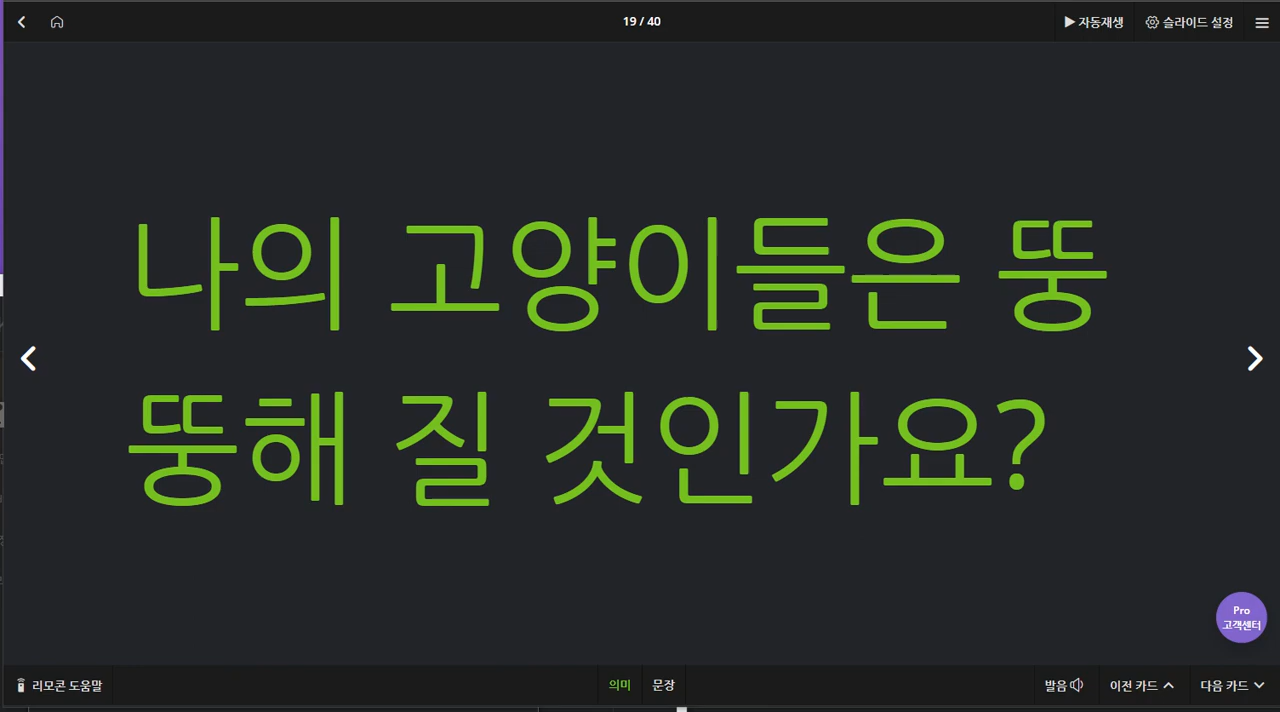 19 / 40
자동재생
슬라이드 설정
나의 고양이들은 뚱
뚱해 질 것인가요?
Pro
고객센터
리모콘 도움말
의미
문장
발음
이전 카드
다음 카드